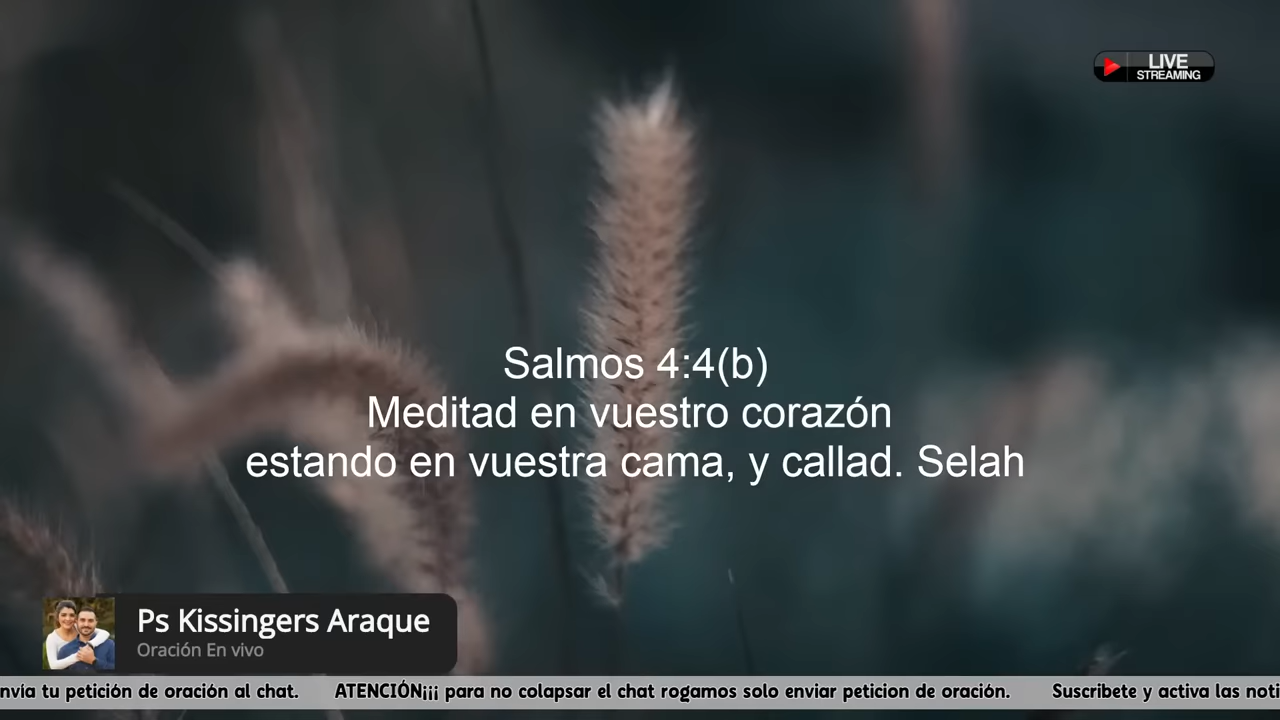 LIVE
STREAMING
Salmos 4:4(b)
Meditad en vuestro corazón
estando en vuestra cama, y callad. Selah
Ps Kissingers Araque
Oración En vivo
nvía tu petición de oración al chat. ATENCIÓN¡¡¡ para no colapsar el chat rogamos solo enviar peticion de oración. Suscribete y activa las noti